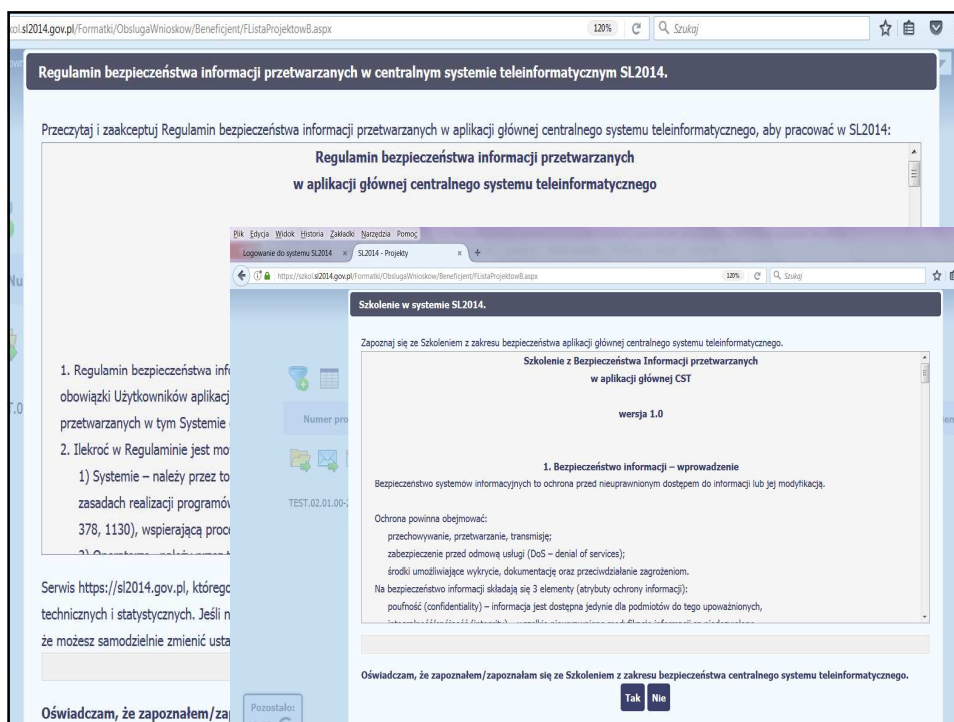 sl2014.gov.pl/Formatki/ObslugaWnioskow/Beneficjent/FListaProjektowB.aspx
120%
Szukaj
Regulamin bezpieczeństwa informacji przetwarzanych w centralnym systemie teleinformatycznym SL2014.
Przeczytaj i zaakceptuj Regulamin bezpieczeństwa informacji przetwarzanych w aplikacji głównej centralnego systemu teleinformatycznego, aby pracować w SL2014:
Regulamin bezpieczeństwa informacji przetwarzanych
w aplikacji głównej centralnego systemu teleinformatycznego
1. Regulamin bezpieczeństwa
obowiązki Użytkowników
przetwarzanych w tym Systemie
2. Ilekroć w Regulaminie jest
1) Systemie – należy przez to
zasadach realizacji
378, 1130), wspierającą
Serwis https://sl2014.gov.pl,
technicznych i statystycznych. Jeśli
że możesz samodzielnie zmienić
Oświadczam, że zapoznałem/
Plik Edycja Widok Historia Zakładki Narzędzia Pomoc
Logowanie do systemu SL2014 × SL2014 - Projekty × +
https://szkol.sl2014.gov.pl/Formatki/ObslugaWnioskow/Beneficjent/FListaProjektowB.aspx
120%
Szukaj
Szkolenie w systemie SL2014.
Zapoznaj się ze Szkoleniem z zakresu bezpieczeństwa aplikacji głównej centralnego systemu teleinformatycznego.
Szkolenie z Bezpieczeństwa Informacji przetwarzanych
w aplikacji głównej CST
wersja 1.0
Numer
1. Bezpieczeństwo informacji – wprowadzenie
Bezpieczeństwo systemów informacyjnych to ochrona przed nieuprawnionym dostępem do informacji lub jej modyfikacją.
TEST.02.01.00-
Ochrona powinna obejmować:
przechowywanie, przetwarzanie, transmisję;
zabezpieczenie przed odmową usługi (DoS – denial of services);
środki umożliwiające wykrycie, dokumentację oraz przeciwdziałanie zagrożeniom.
Na bezpieczeństwo informacji składają się 3 elementy (atrybuty ochrony informacji):
poufność (confidentiality) – informacja jest dostępna jedynie dla podmiotów do tego upoważnionych,
Oświadczam, że zapoznałem/zapoznałam się ze Szkoleniem z zakresu bezpieczeństwa centralnego systemu teleinformatycznego.
Tak Nie
Pozostało: